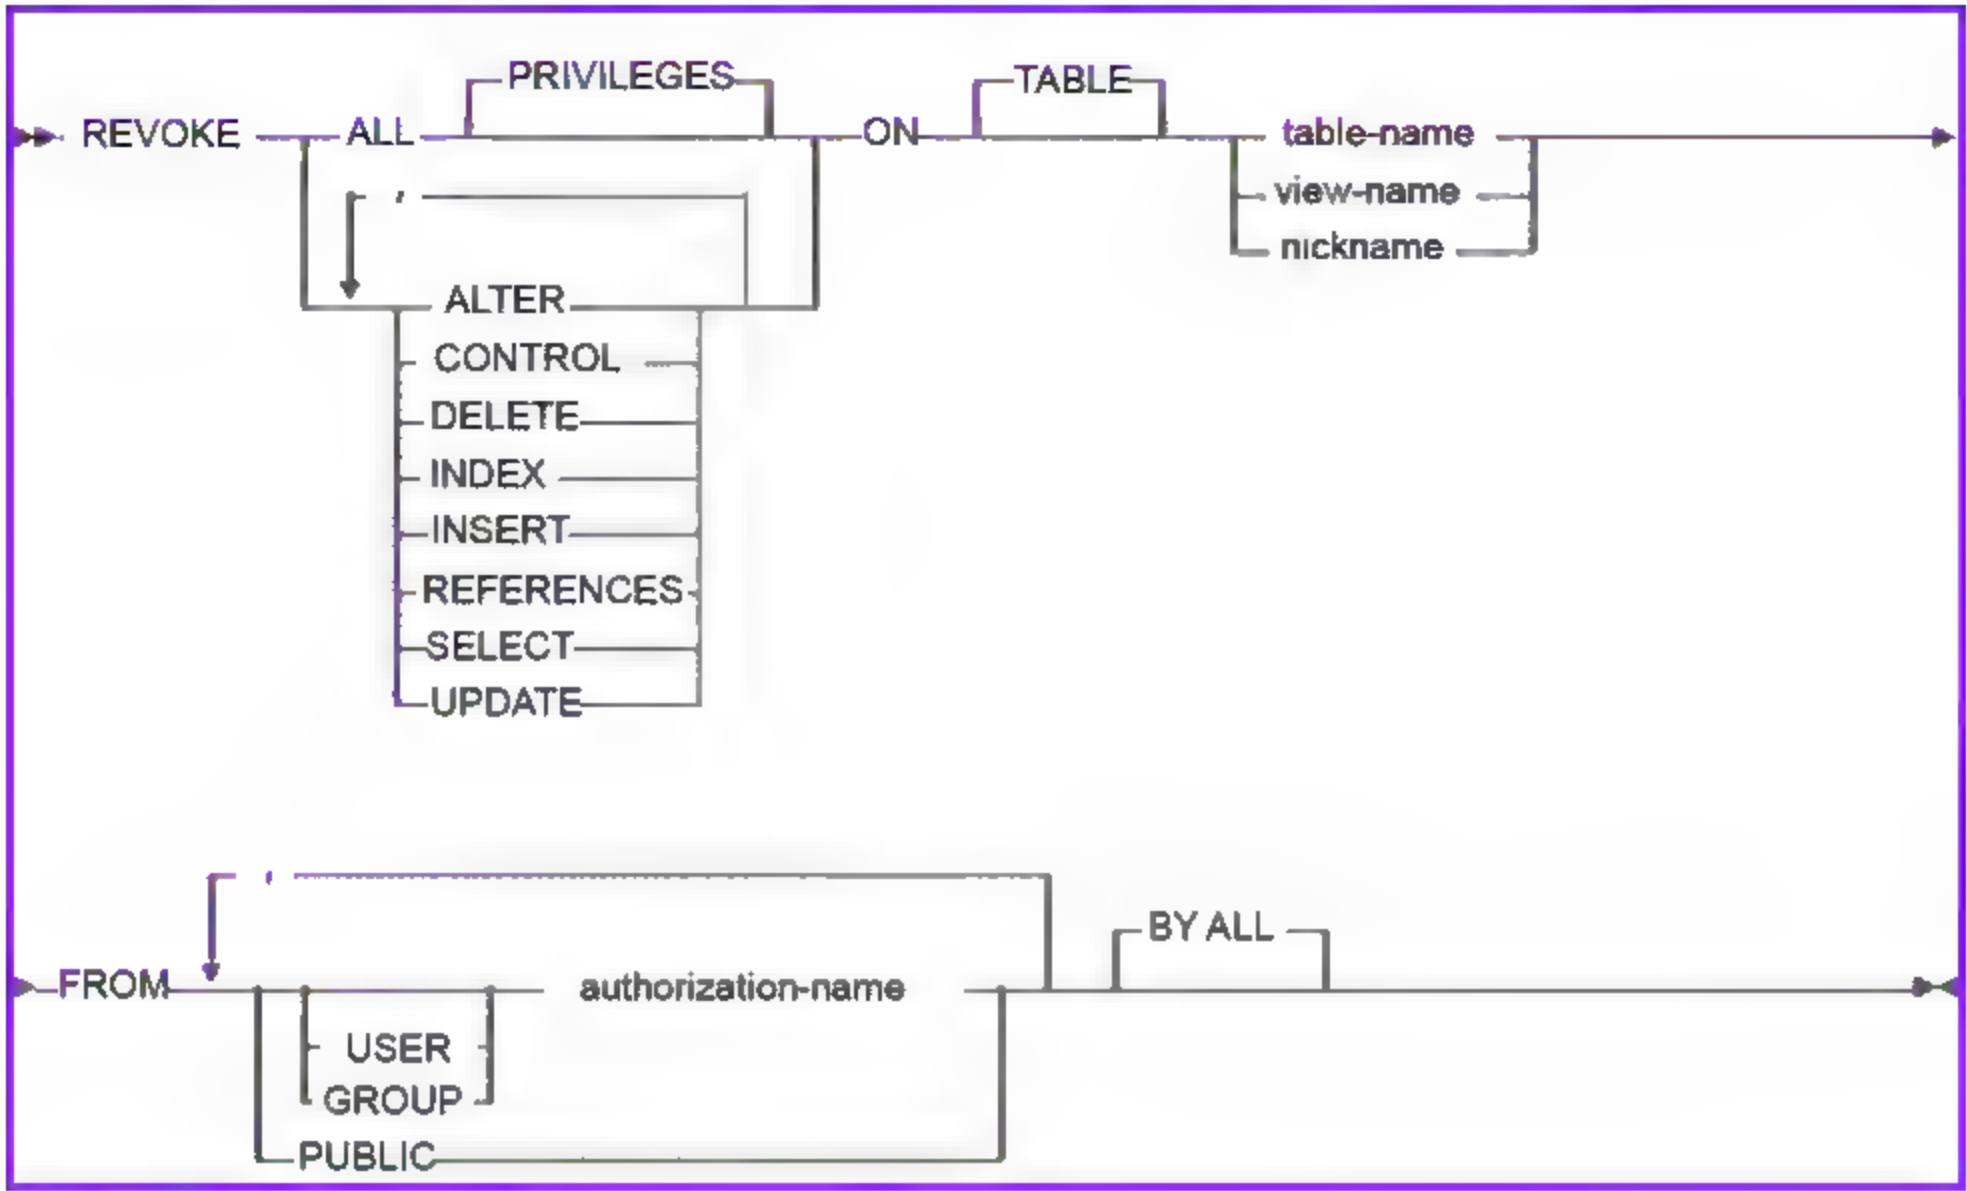 PRIVILEGES TABLE
REVOKE ALL ON table-name
, view-name
nickname
ALTER
CONTROL
DELETE
INDEX
INSERT
REFERENCES
SELECT
UPDATE
,
BY ALL
FROM authorization-name
USER
GROUP
PUBLIC